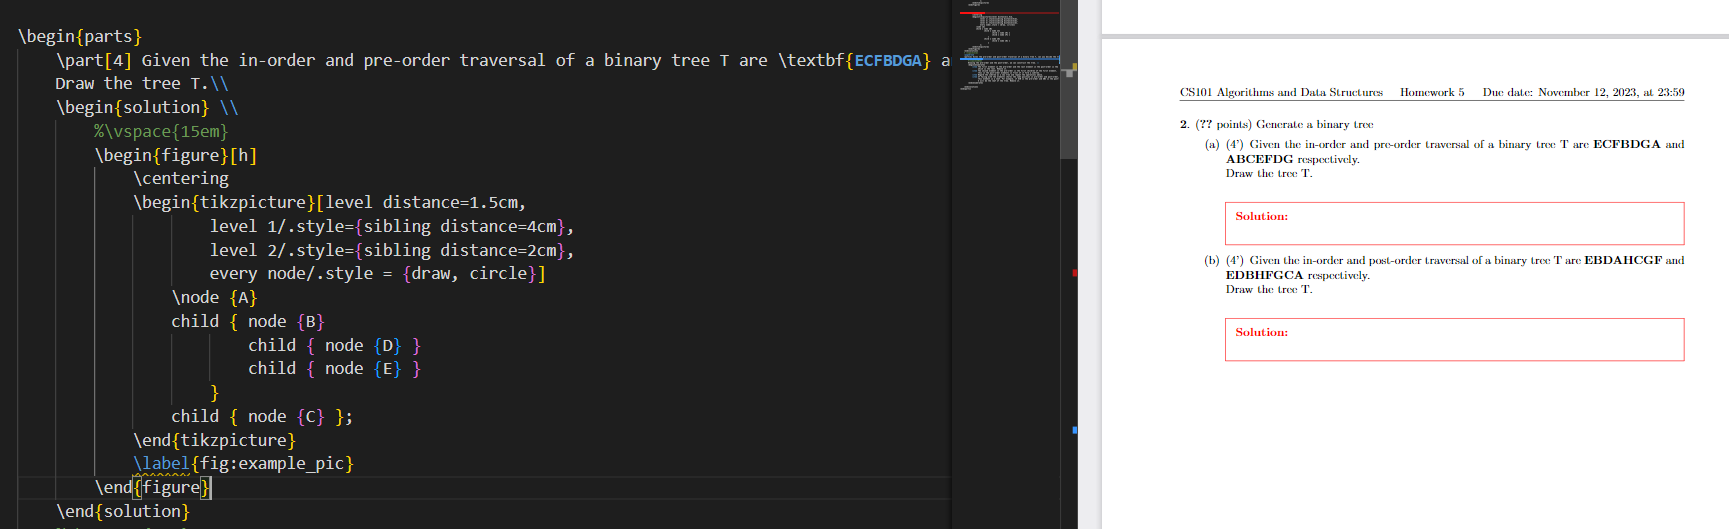 \begin{parts}
\part[4] Given the in-order and pre-order traversal of a binary tree T are \textbf{ECFBDGA} a
Draw the tree T.\\
\begin{solution} \\
%\vspace{15em}
\begin{figure}[h]
\centering
\begin{tikzpicture}[level distance=1.5cm,
level 1/.style={sibling distance=4cm},
level 2/.style={sibling distance=2cm},
every node/.style = {draw, circle}]
\node {A}
child { node {B}
child { node {D} }
child { node {E} }
}
child { node {C} };
\end{tikzpicture}
\label{fig:example_pic}
\end{figure}
\end{solution}
CS101 Algorithms and Data Structures Homework 5 Due date: November 12, 2023, at 23:59
2. (?? points) Generate a binary tree
(a) (4') Given the in-order and pre-order traversal of a binary tree T are ECFBDGA and
ABCEFDG respectively.
Draw the tree T.
Solution:
(b) (4') Given the in-order and post-order traversal of a binary tree T are EBDAHCGF and
EDBHFGCA respectively.
Draw the tree T.
Solution: